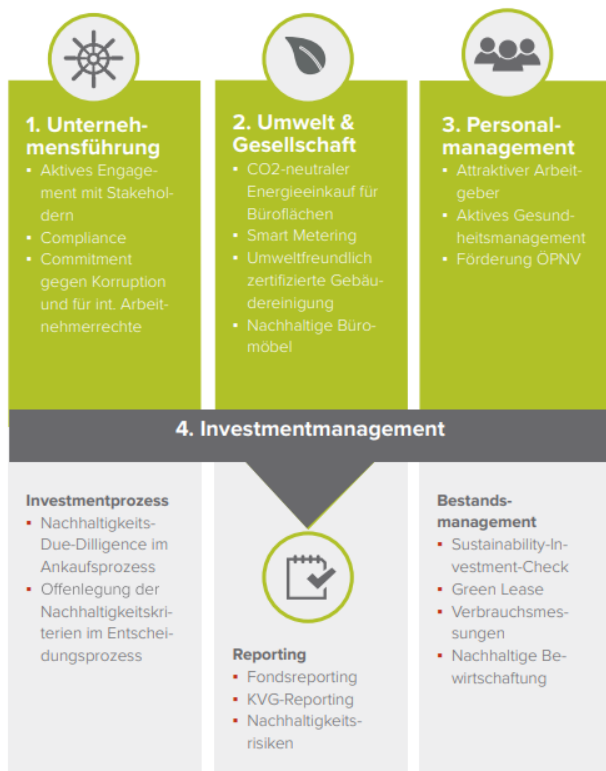 1. Unterneh-
mensführung
▪ Aktives Engage-
ment mit Stakehol-
dern
▪ Compliance
▪ Commitment
gegen Korruption
und für int. Arbeit-
nehmerrechte
2. Umwelt &
Gesellschaft
▪ CO2-neutraler
Energieeinkauf für
Büroflächen
▪ Smart Metering
▪ Umweltfreundlich
zertifizierte Gebäu-
dereinigung
▪ Nachhaltige Büro-
möbel
3. Personal-
management
▪ Attraktiver Arbeit-
geber
▪ Aktives Gesund-
heitsmanagement
▪ Förderung ÖPNV
4. Investmentmanagement
Investmentprozess
▪ Nachhaltigkeits-
Due-Dilligence im
Ankaufsprozess
▪ Offenlegung der
Nachhaltigkeitskri-
terien im Entschei-
dungsprozess
Reporting
▪ Fondsreporting
▪ KVG-Reporting
▪ Nachhaltigkeits-
risiken
Bestands-
management
▪ Sustainability-In-
vestment-Check
▪ Green Lease
▪ Verbrauchsmes-
sungen
▪ Nachhaltige Be-
wirtschaftung